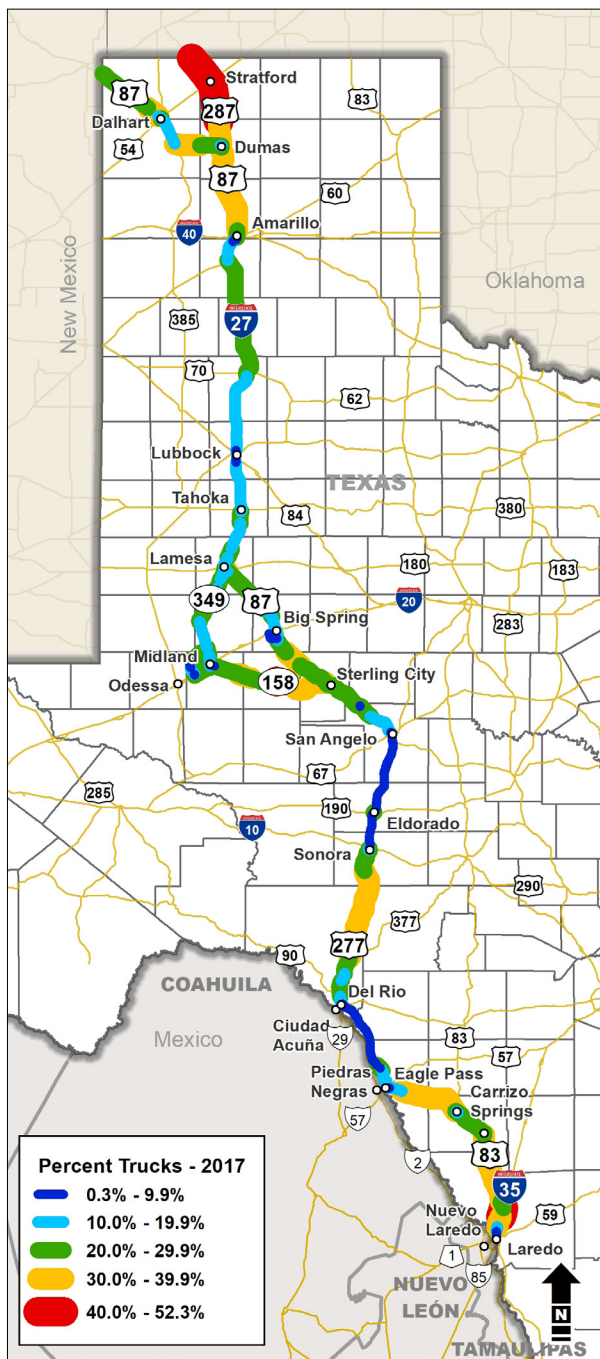 Stratford
87
287
83
Dalhart
54
Dumas
87
60
Amarillo
40
New Mexico
Oklahoma
INTERSTATE
27
385
70
62
Lubbock
TEXAS
Tahoka
84
380
Lamesa
180
183
349
87
20
Big Spring
283
Midland
Odessa
158
Sterling City
San Angelo
67
285
190
10
Eldorado
Sonora
290
377
277
90
COAHUILA
Del Rio
Mexico
Ciudad
Acuña
29
83
57
Piedras
Negras
Eagle Pass
Carrizo
Springs
57
83
2
INTERSTATE
35
Nuevo
Laredo
59
Laredo
1
85
NUEVO
LEÓN
TAMAULIPAS
N
Percent Trucks - 2017
0.3% - 9.9%
10.0% - 19.9%
20.0% - 29.9%
30.0% - 39.9%
40.0% - 52.3%